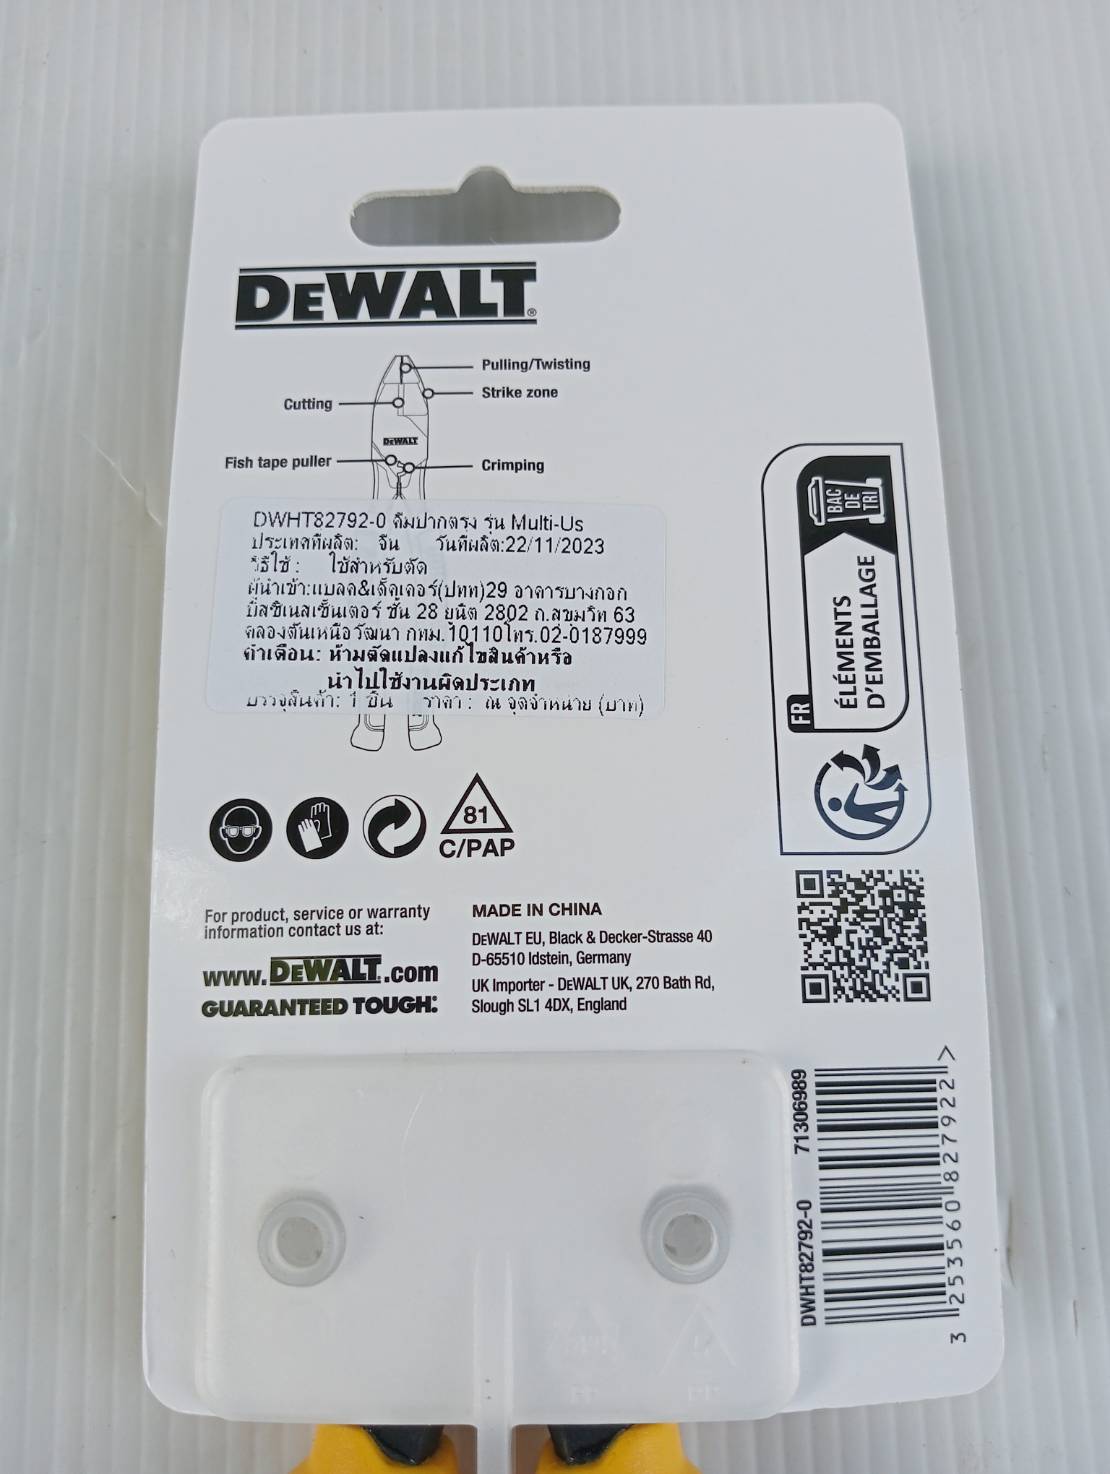 DEWALT®
Pulling/Twisting
Strike zone
Cutting
DEWALT
Fish tape puller
Crimping
DWHT82792-0 คีมปากตรง รุ่น Multi-Us
ประเทศที่ผลิต: จีน วันที่ผลิต:22/11/2023
วิธีใช้ : ใช้สำหรับตัด
ผู้นำเข้า:แบลค&เด็คเคอร์(ปทท)29 อาคารบางกอก
บิสซิเนสเซ็นเตอร์ ชั้น 28 ยูนิต 2802 ถ.สุขุมวิท 63
คลองตันเหนือ วัฒนา กทม.10110โทร.02-0187999
คำเตือน: ห้ามดัดแปลงแก้ไขสินค้าหรือ
นำไปใช้งานผิดประเภท
บรรจุสินค้า: 1 ชิ้น ราคา : ณ จุดจำหน่าย (บาท)
BAC
DE
TRI
ÉLÉMENTS
D'EMBALLAGE
FR
81
C/PAP
For product, service or warranty
information contact us at:
www.DEWALT.com
GUARANTEED TOUGH.
MADE IN CHINA
DEWALT EU, Black & Decker-Strasse 40
D-65510 Idstein, Germany
UK Importer - DEWALT UK, 270 Bath Rd,
Slough SL1 4DX, England
DWHT82792-0 71306989
3 253560 827922 >